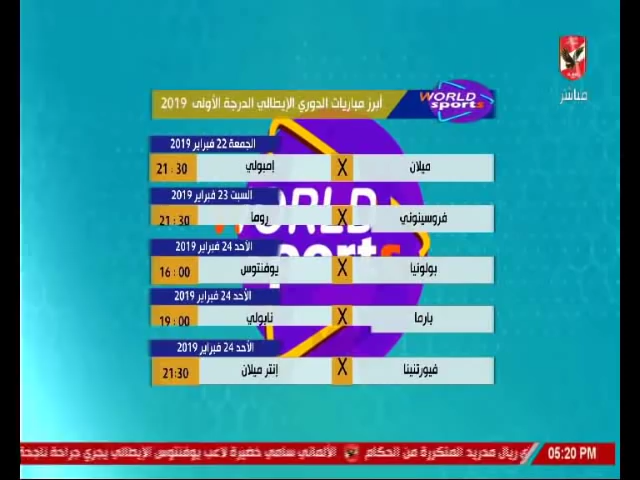 مباشر
WORLD
sports
أبرز مباريات الدوري الإيطالي الدرجة الأولى 2019
الجمعة 22 فبراير 2019
ميلان X إمبولي 21:30
السبت 23 فبراير 2019
فروسينوني X روما 21:30
الأحد 24 فبراير 2019
بولونيا X يوفنتوس 16:00
الأحد 24 فبراير 2019
بارما X نابولي 19:00
الأحد 24 فبراير 2019
فيورتنينا X إنتر ميلان 21:30
WORLD
sports
ريال مدريد المتكررة من الحكام
الألماني سامي خضيرة لاعب يوفنتوس الإيطالي يجري جراحة ناجحة
05:20 PM